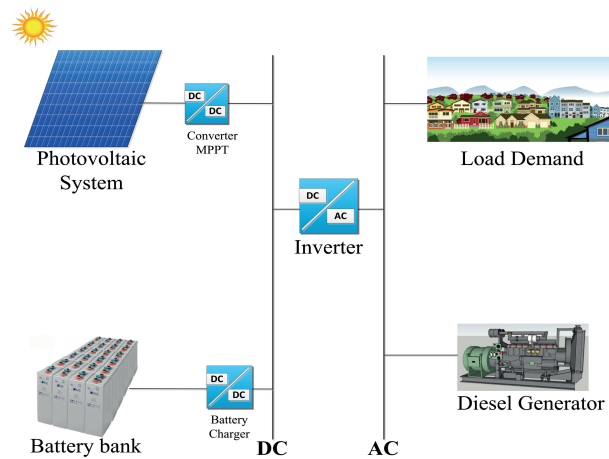 DC
DC
Converter
MPPT
Photovoltaic
System
Load Demand
DC
AC
Inverter
DC
DC
Battery
Charger
Battery bank
DC
AC
Diesel Generator